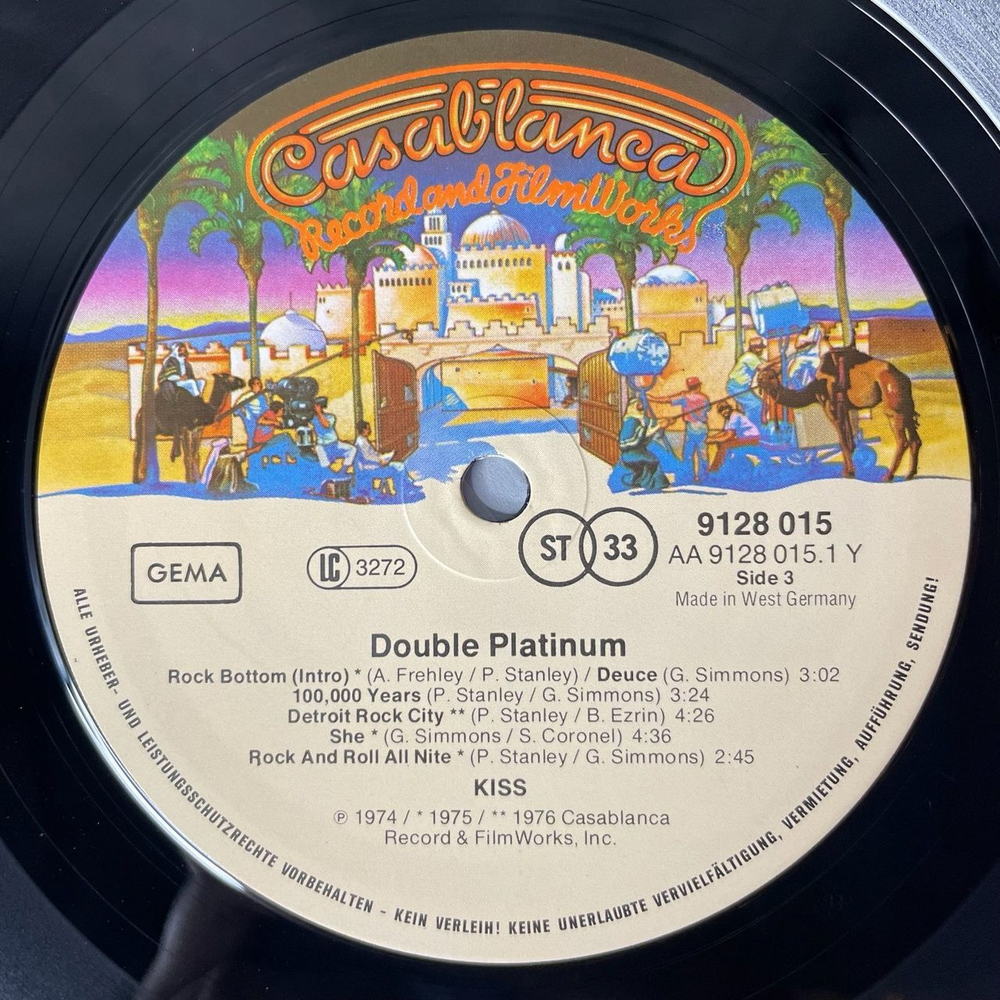 Casablanca
Record and FilmWorks
GEMA
LC 3272
ST 33
9128 015
AA 9128 015.1 Y
Side 3
Made in West Germany
Double Platinum
Rock Bottom (Intro) * (A. Frehley / P. Stanley) / Deuce (G. Simmons) 3:02
100,000 Years (P. Stanley / G. Simmons) 3:24
Detroit Rock City ** (P. Stanley / B. Ezrin) 4:26
She * (G. Simmons / S. Coronel) 4:36
Rock And Roll All Nite * (P. Stanley / G. Simmons) 2:45
KISS
℗ 1974 / * 1975 / ** 1976 Casablanca
Record & FilmWorks, Inc.
ALLE URHEBER- UND LEISTUNGSSCHUTZRECHTE VORBEHALTEN - KEIN VERLEIH! KEINE UNERLAUBTE VERVIELFÄLTIGUNG, VERMIETUNG, AUFFÜHRUNG, SENDUNG!